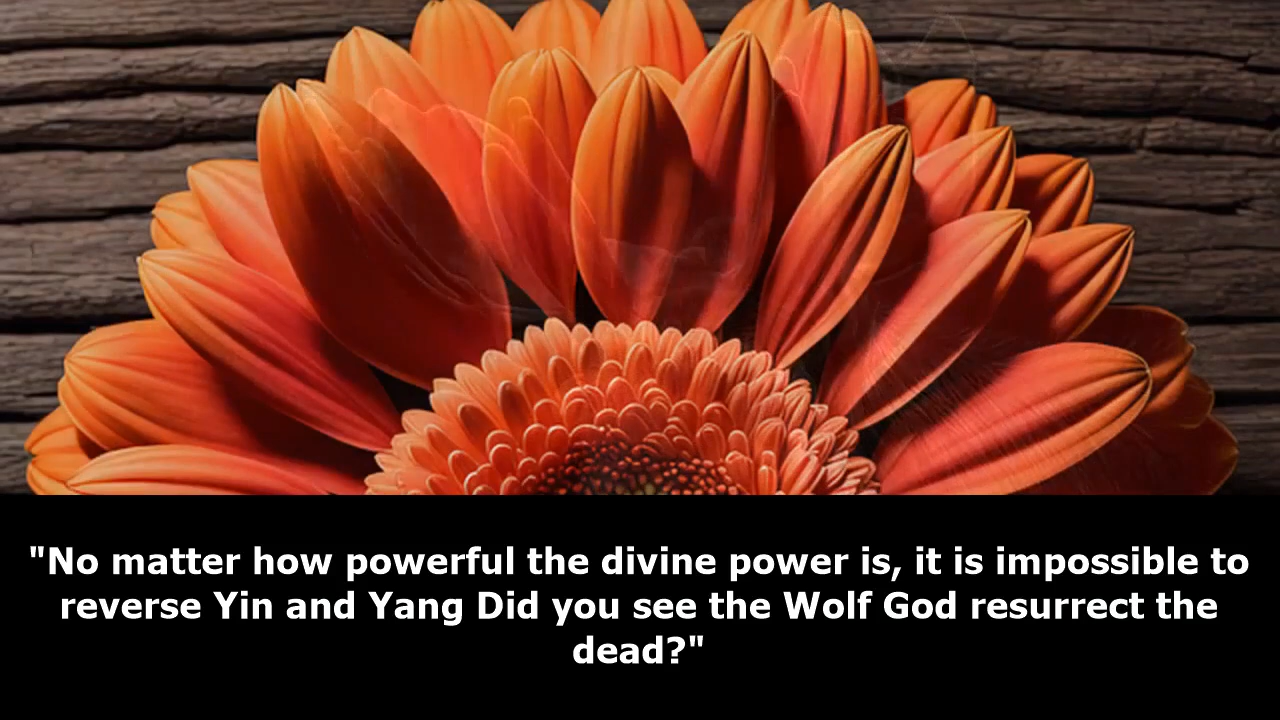 "No matter how powerful the divine power is, it is impossible to
reverse Yin and Yang Did you see the Wolf God resurrect the
dead?"